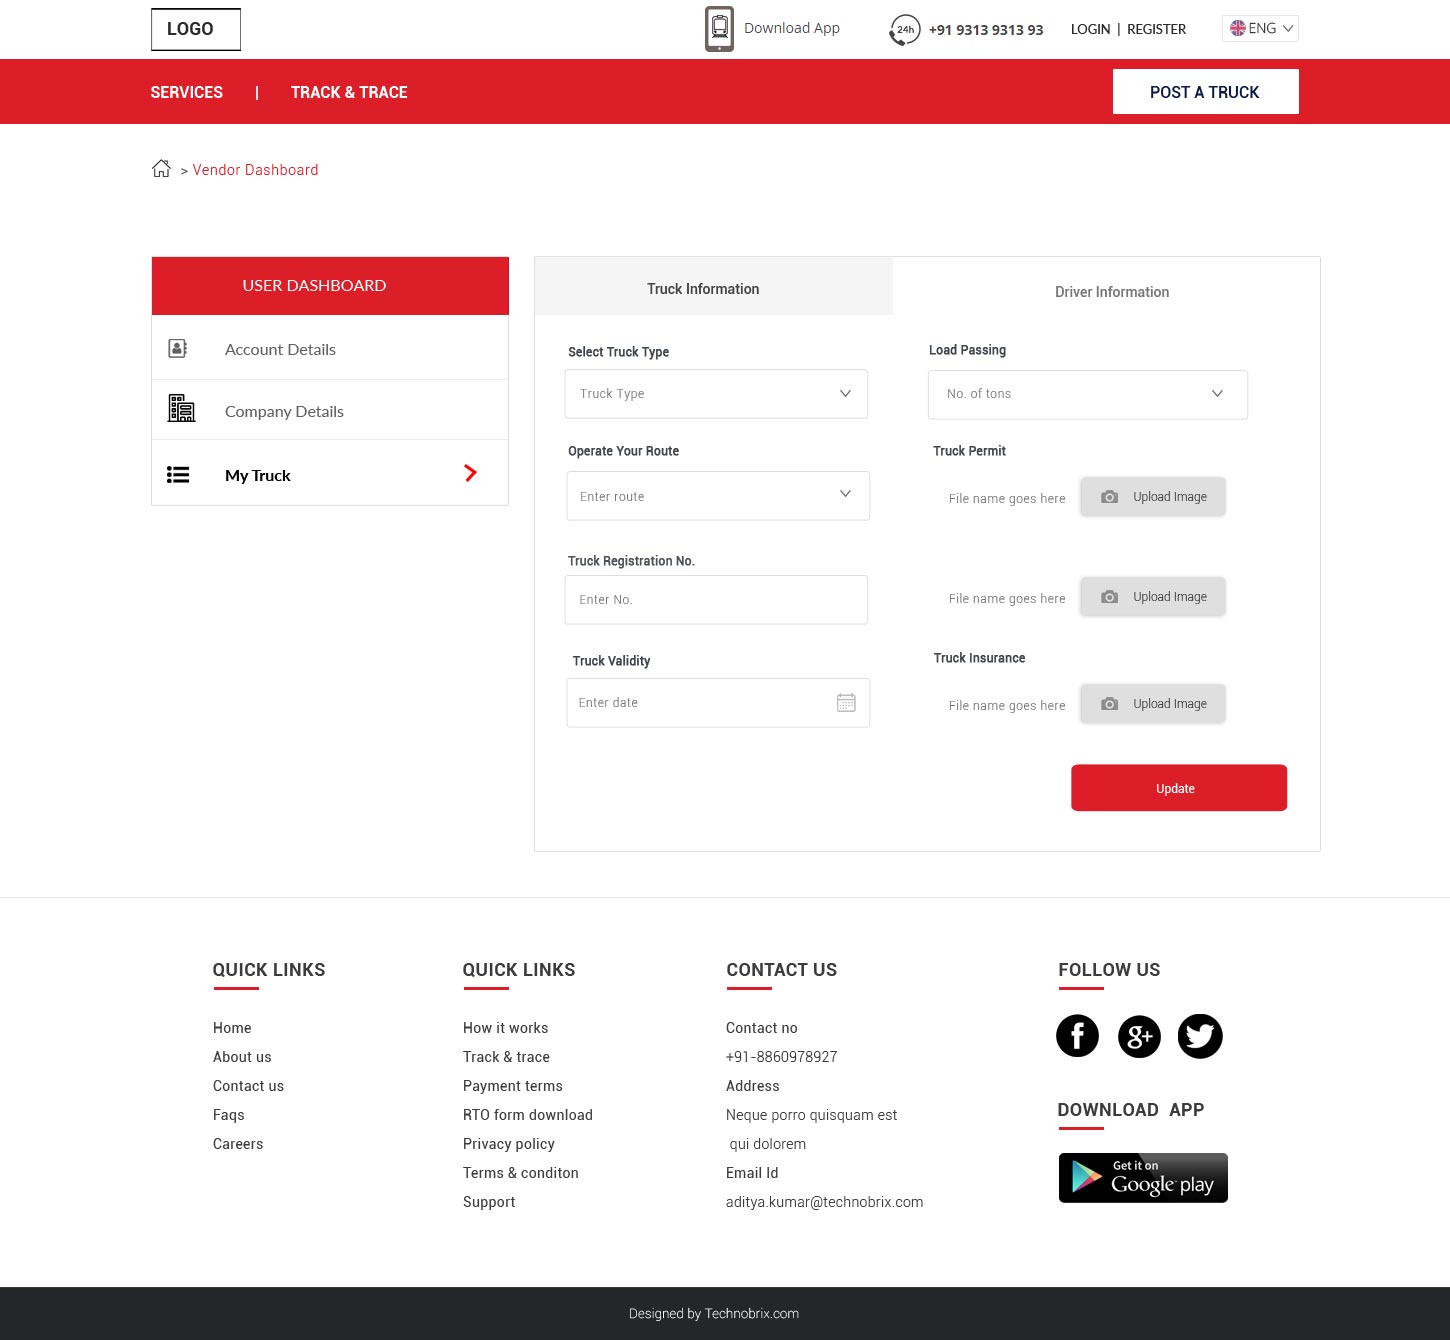 LOGO
Download App
24h
+91 9313 9313 93
LOGIN | REGISTER
ENG
SERVICES | TRACK & TRACE
POST A TRUCK
> Vendor Dashboard
USER DASHBOARD
Account Details
Company Details
My Truck
Truck Information
Driver Information
Select Truck Type
Load Passing
Truck Type
No. of tons
Operate Your Route
Truck Permit
Enter route
File name goes here
Upload Image
Truck Registration No.
Enter No.
File name goes here
Upload Image
Truck Validity
Truck Insurance
Enter date
File name goes here
Upload Image
Update
QUICK LINKS
Home
About us
Contact us
Faqs
Careers
QUICK LINKS
How it works
Track & trace
Payment terms
RTO form download
Privacy policy
Terms & conditon
Support
CONTACT US
Contact no
+91-8860978927
Address
Neque porro quisquam est
qui dolorem
Email Id
aditya.kumar@technobrix.com
FOLLOW US
f
g+
DOWNLOAD APP
Get it on
Google play
Designed by Technobrix.com